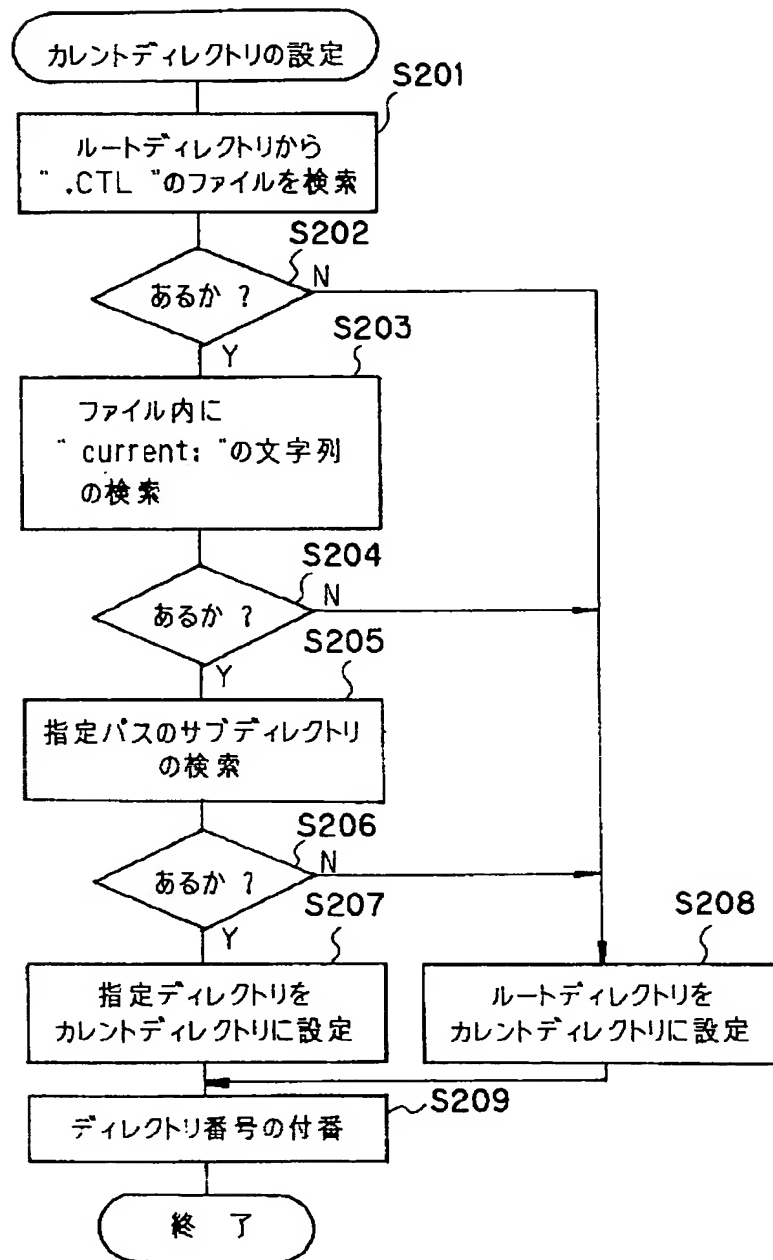 カレントディレクトリの設定
S201
ルートディレクトリから
" .CTL "のファイルを検索
S202
あるか ?
N
Y
S203
ファイル内に
" current: "の文字列
の検索
S204
あるか ?
N
Y
S205
指定パスのサブディレクトリ
の検索
S206
あるか ?
N
Y
S207
指定ディレクトリを
カレントディレクトリに設定
S208
ルートディレクトリを
カレントディレクトリに設定
S209
ディレクトリ番号の付番
終 了